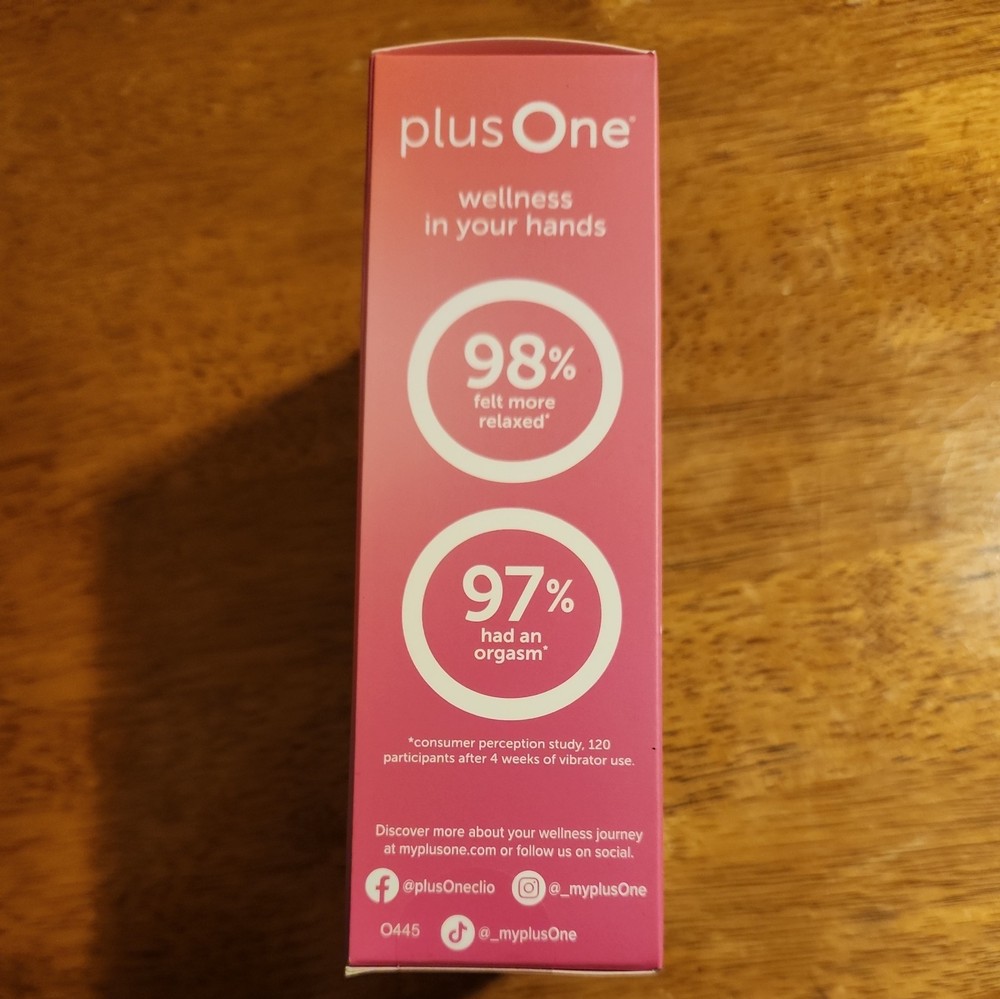 plusOne®
wellness
in your hands
98%
felt more
relaxed*
97%
had an
orgasm*
*consumer perception study, 120
participants after 4 weeks of vibrator use.
Discover more about your wellness journey
at myplusone.com or follow us on social.
@plusOneclio @_myplusOne
O445 @_myplusOne